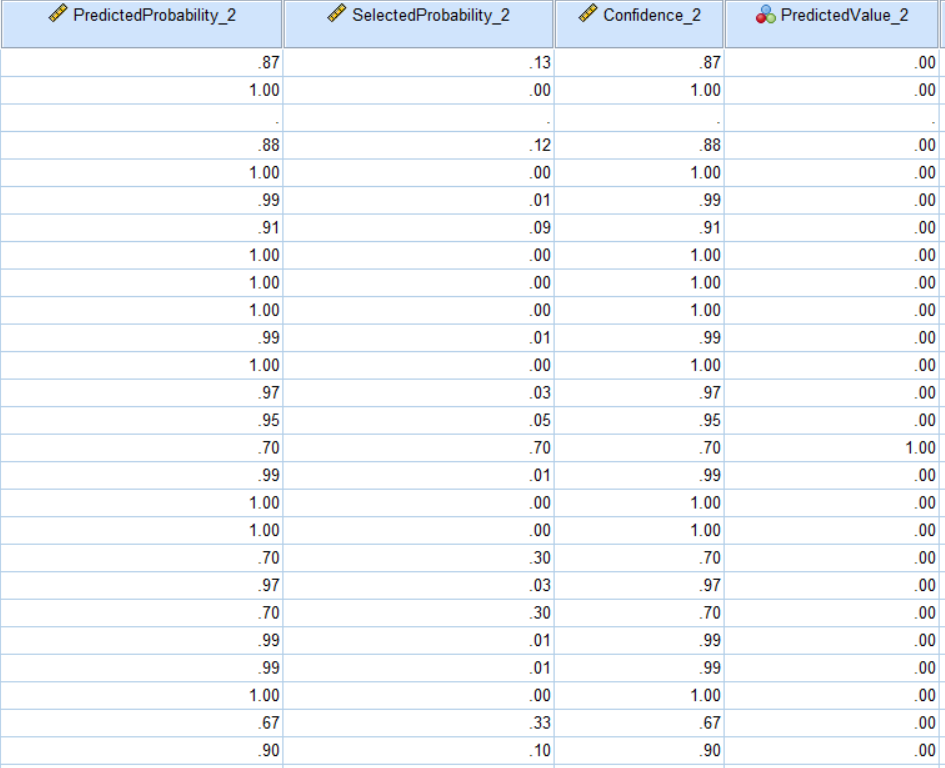 PredictedProbability_2 SelectedProbability_2 Confidence_2 PredictedValue_2
.87 .13 .87 .00
1.00 .00 1.00 .00
. . . .
.88 .12 .88 .00
1.00 .00 1.00 .00
.99 .01 .99 .00
.91 .09 .91 .00
1.00 .00 1.00 .00
1.00 .00 1.00 .00
1.00 .00 1.00 .00
.99 .01 .99 .00
1.00 .00 1.00 .00
.97 .03 .97 .00
.95 .05 .95 .00
.70 .70 .70 1.00
.99 .01 .99 .00
1.00 .00 1.00 .00
1.00 .00 1.00 .00
.70 .30 .70 .00
.97 .03 .97 .00
.70 .30 .70 .00
.99 .01 .99 .00
.99 .01 .99 .00
1.00 .00 1.00 .00
.67 .33 .67 .00
.90 .10 .90 .00